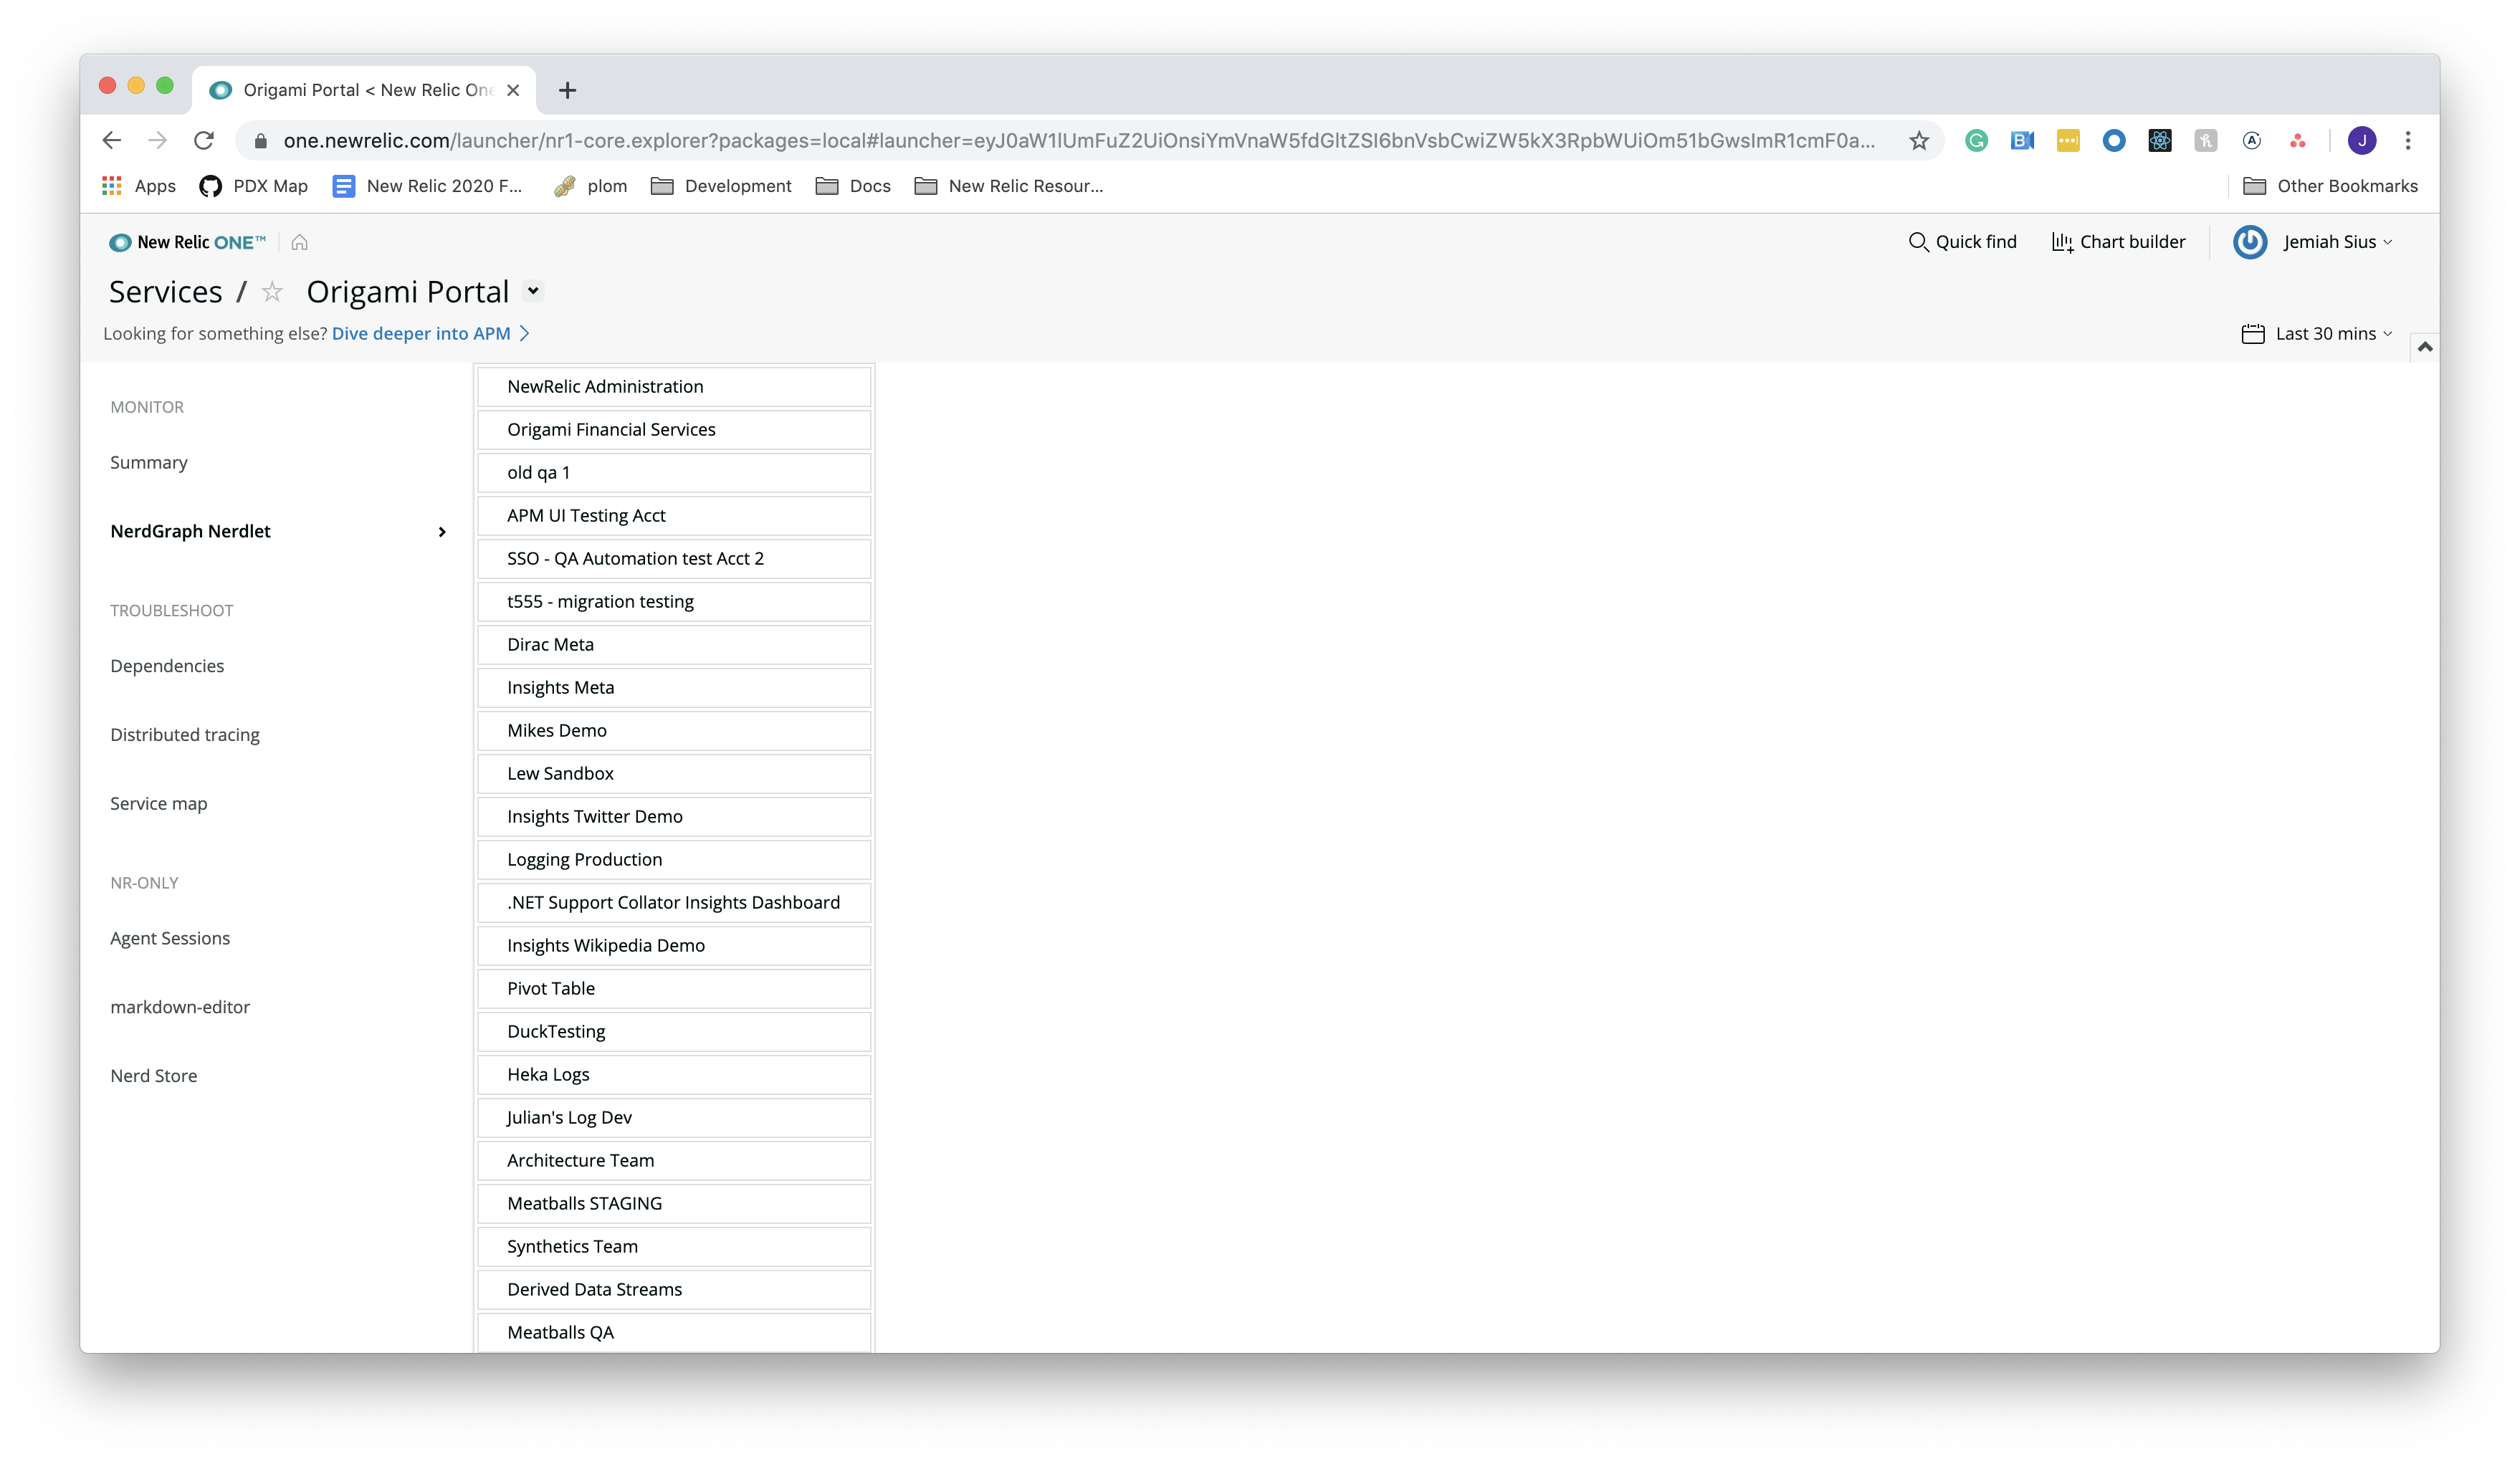 Origami Portal < New Relic One
one.newrelic.com/launcher/nr1-core.explorer?packages=local#launcher=eyJ0aW1lUmFuZ2UiOnsiYmVnaW5fdGltZSI6bnVsbCwiZW5kX3RpbWUiOm51bGwsImR1cmF0a...
Apps PDX Map New Relic 2020 F... plom Development Docs New Relic Resour... Other Bookmarks
New Relic ONE™ Quick find Chart builder Jemiah Sius
Services / Origami Portal
Looking for something else? Dive deeper into APM Last 30 mins
MONITOR
Summary
NerdGraph Nerdlet
TROUBLESHOOT
Dependencies
Distributed tracing
Service map
NR-ONLY
Agent Sessions
markdown-editor
Nerd Store
NewRelic Administration
Origami Financial Services
old qa 1
APM UI Testing Acct
SSO - QA Automation test Acct 2
t555 - migration testing
Dirac Meta
Insights Meta
Mikes Demo
Lew Sandbox
Insights Twitter Demo
Logging Production
.NET Support Collator Insights Dashboard
Insights Wikipedia Demo
Pivot Table
DuckTesting
Heka Logs
Julian's Log Dev
Architecture Team
Meatballs STAGING
Synthetics Team
Derived Data Streams
Meatballs QA